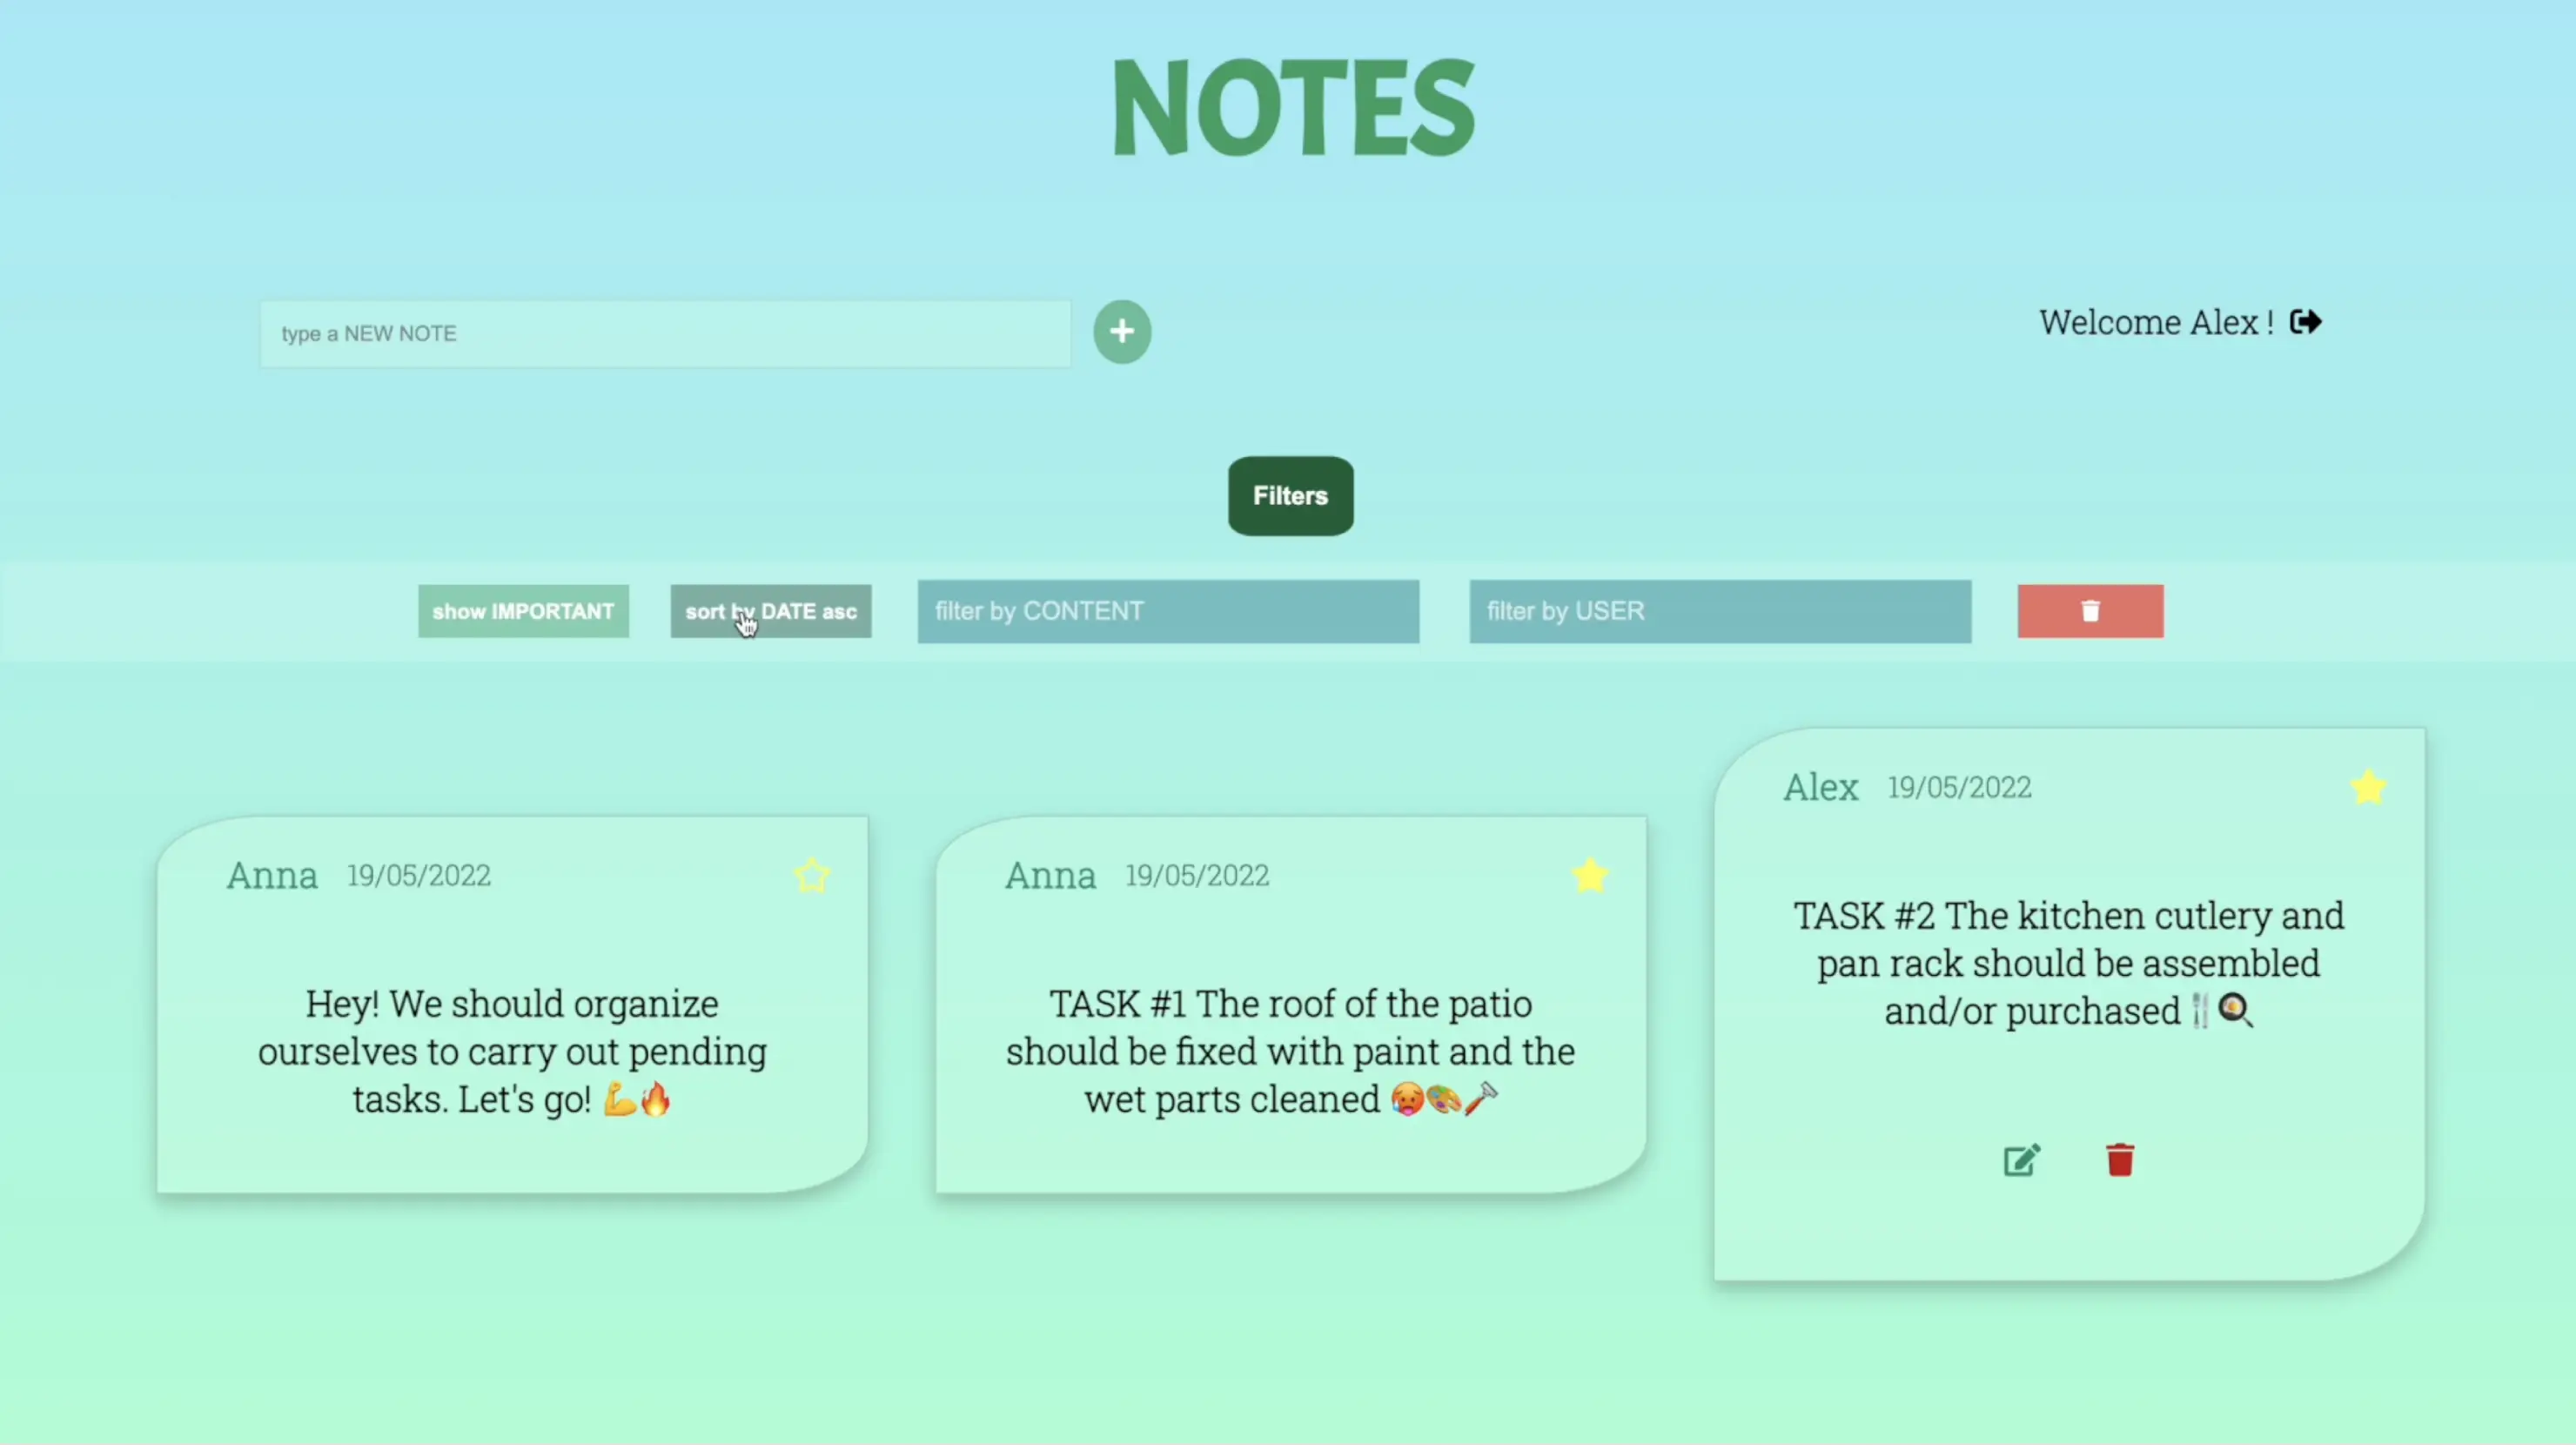 NOTES
type a NEW NOTE
Welcome Alex !
Filters
show IMPORTANT
sort by DATE asc
filter by CONTENT
filter by USER
Anna 19/05/2022
Hey! We should organize
ourselves to carry out pending
tasks. Let's go! 💪🔥
Anna 19/05/2022
TASK #1 The roof of the patio
should be fixed with paint and the
wet parts cleaned 🥵🎨🪒
Alex 19/05/2022
TASK #2 The kitchen cutlery and
pan rack should be assembled
and/or purchased🍴🍳